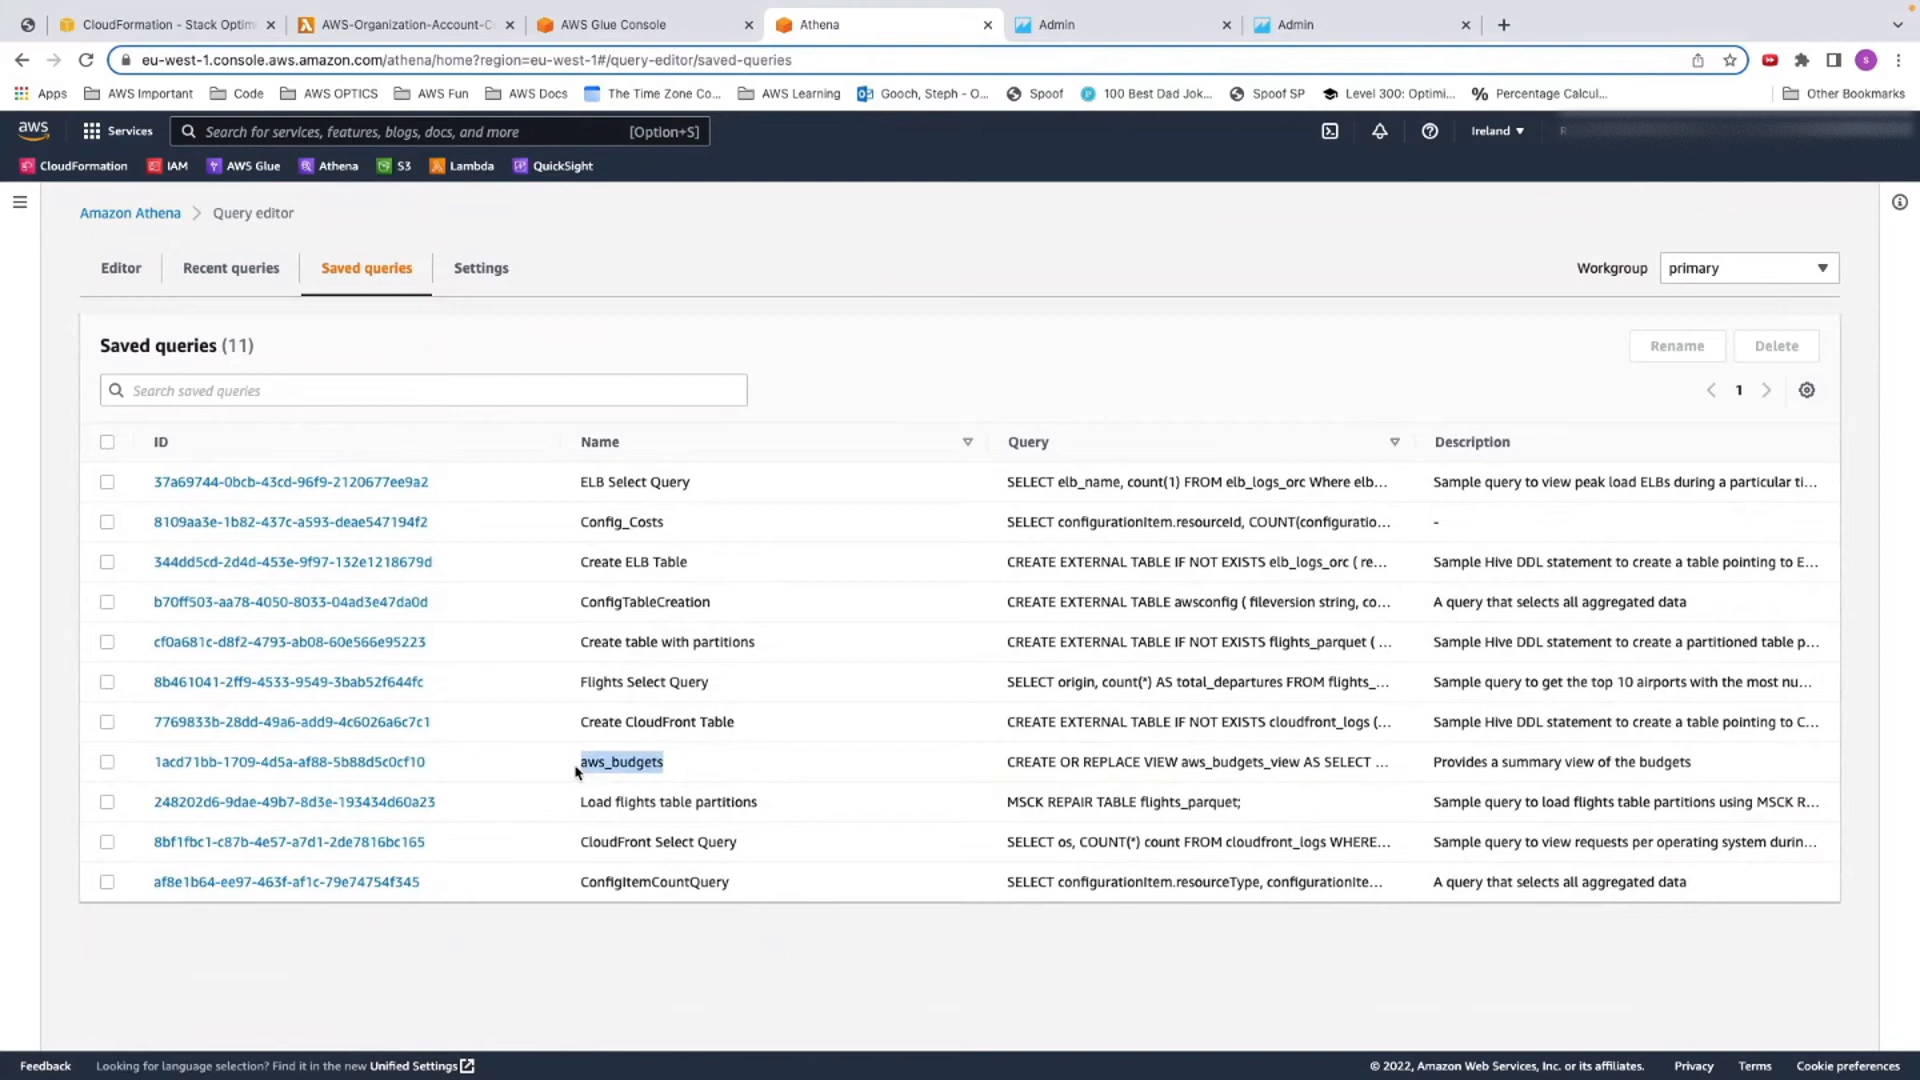 CloudFormation - Stack Optim
AWS-Organization-Account-C
AWS Glue Console
Athena
Admin
Admin
eu-west-1.console.aws.amazon.com/athena/home?region=eu-west-1#/query-editor/saved-queries
S
Apps
AWS Important
Code
AWS OPTICS
AWS Fun
AWS Docs
The Time Zone Co...
AWS Learning
Gooch, Steph - O...
Spoof
100 Best Dad Jok...
Spoof SP
Level 300: Optimi...
Percentage Calcul...
Other Bookmarks
aws
Services
Search for services, features, blogs, docs, and more
[Option+S]
Ireland
CloudFormation
IAM
AWS Glue
Athena
S3
Lambda
QuickSight
Amazon Athena > Query editor
Editor
Recent queries
Saved queries
Settings
Workgroup
primary
Saved queries (11)
Rename
Delete
Search saved queries
1
ID Name Query Description
37a69744-0bcb-43cd-96f9-2120677ee9a2 ELB Select Query SELECT elb_name, count(1) FROM elb_logs_orc Where elb... Sample query to view peak load ELBs during a particular ti...
8109aa3e-1b82-437c-a593-deae547194f2 Config_Costs SELECT configurationItem.resourceId, COUNT(configuratio... -
344dd5cd-2d4d-453e-9f97-132e1218679d Create ELB Table CREATE EXTERNAL TABLE IF NOT EXISTS elb_logs_orc ( re... Sample Hive DDL statement to create a table pointing to E...
b70ff503-aa78-4050-8033-04ad3e47da0d ConfigTableCreation CREATE EXTERNAL TABLE awsconfig ( fileversion string, co... A query that selects all aggregated data
cf0a681c-d8f2-4793-ab08-60e566e95223 Create table with partitions CREATE EXTERNAL TABLE IF NOT EXISTS flights_parquet ( ... Sample Hive DDL statement to create a partitioned table p...
8b461041-2ff9-4533-9549-3bab52f644fc Flights Select Query SELECT origin, count(*) AS total_departures FROM flights_... Sample query to get the top 10 airports with the most nu...
7769833b-28dd-49a6-add9-4c6026a6c7c1 Create CloudFront Table CREATE EXTERNAL TABLE IF NOT EXISTS cloudfront_logs (... Sample Hive DDL statement to create a table pointing to C...
1acd71bb-1709-4d5a-af88-5b88d5c0cf10 aws_budgets CREATE OR REPLACE VIEW aws_budgets_view AS SELECT ... Provides a summary view of the budgets
248202d6-9dae-49b7-8d3e-193434d60a23 Load flights table partitions MSCK REPAIR TABLE flights_parquet; Sample query to load flights table partitions using MSCK R...
8bf1fbc1-c87b-4e57-a7d1-2de7816bc165 CloudFront Select Query SELECT os, COUNT(*) count FROM cloudfront_logs WHERE... Sample query to view requests per operating system durin...
af8e1b64-ee97-463f-af1c-79e74754f345 ConfigItemCountQuery SELECT configurationItem.resourceType, configurationIte... A query that selects all aggregated data
Feedback
Looking for language selection? Find it in the new Unified Settings
© 2022, Amazon Web Services, Inc. or its affiliates.
Privacy
Terms
Cookie preferences